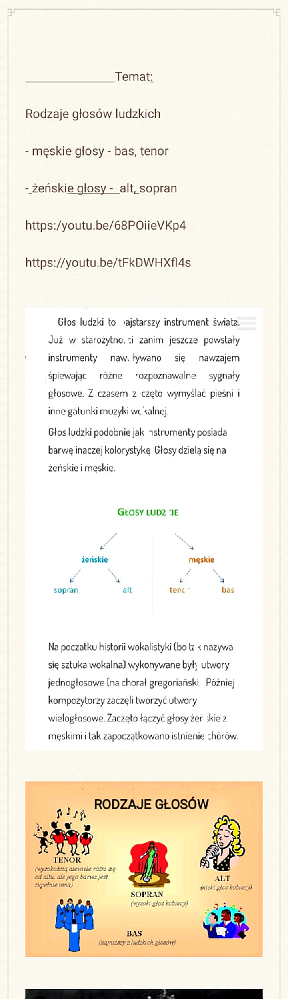 Temat:
Rodzaje głosów ludzkich
- męskie głosy - bas, tenor
- żeńskie głosy - alt, sopran
https:/youtu.be/68POiieVKp4
https://youtu.be/tFkDWHXfl4s
Głos ludzki to najstarszy instrument świata.
Już w starożytności zanim jeszcze powstały
instrumenty nawoływano się nawzajem
śpiewając różne rozpoznawalne sygnały
głosowe. Z czasem zaczęto wymyślać pieśni i
inne gatunki muzyki wokalnej.
Głos ludzki podobnie jak instrumenty posiada
barwę inaczej kolorystykę Głosy dzielą się na
żeńskie i męskie.
GŁOSY LUDZKIE
żeńskie męskie
sopran alt tenor bas
Na poczatku historii wokalistyki (bo tak nazywa
się sztuka wokalna) wykonywane były utwory
jednogłosowe (na chorał gregoriański Później
kompozytorzy zaczęli tworzyć utwory
wielogłosowe. Zaczęto łączyć głosy żeńskie z
męskimi i tak zapoczątkowano istnienie chórów.
RODZAJE GŁOSÓW
TENOR
(wysokością niewiele różni się
od altu, ale jego barwa jest
zupełnie inna)
SOPRAN
(wysoki głos kobiecy)
ALT
(niski głos kobiecy)
BAS
(najniższy z ludzkich głosów)